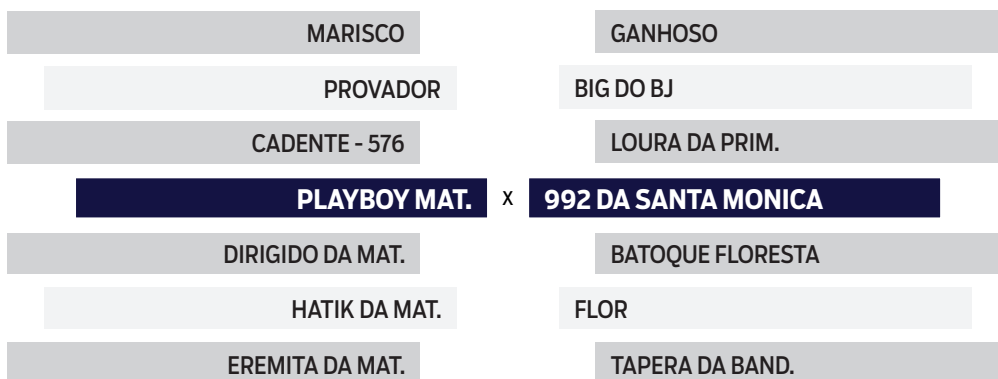 MARISCO
GANHOSO
PROVADOR
BIG DO BJ
CADENTE - 576
LOURA DA PRIM.
PLAYBOY MAT. x 992 DA SANTA MONICA
DIRIGIDO DA MAT.
BATOQUE FLORESTA
HATIK DA MAT.
FLOR
EREMITA DA MAT.
TAPERA DA BAND.